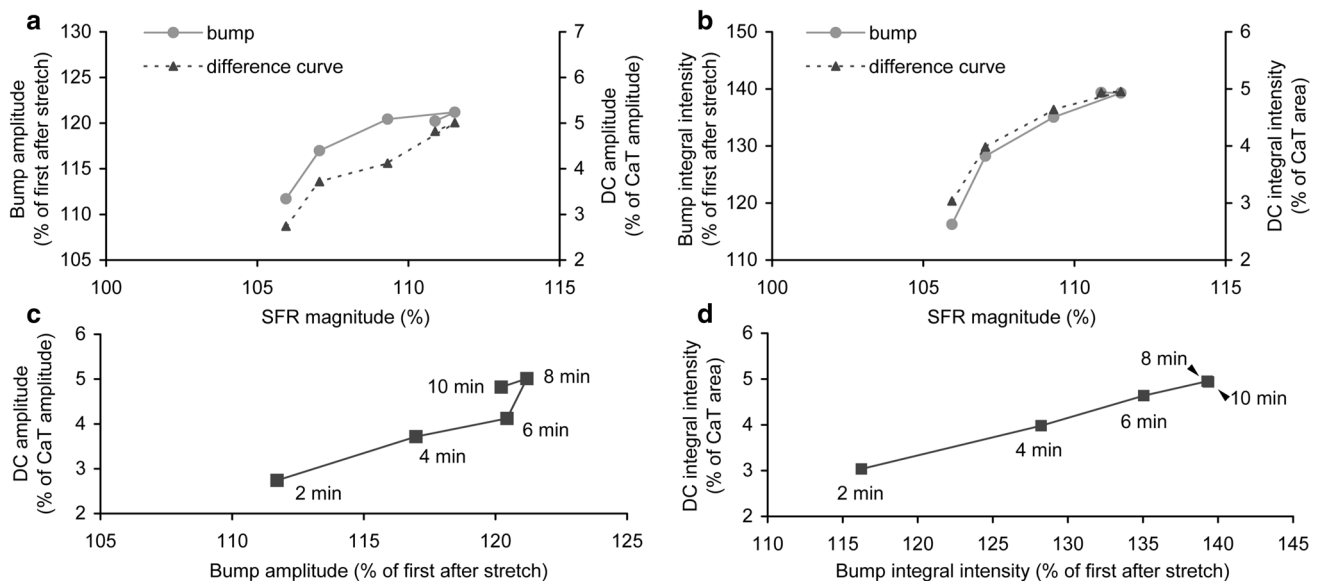 a
bump
difference curve
Bump amplitude
(% of first after stretch)
130
125
120
115
110
105
7
6
5
4
3
2
DC amplitude
(% of CaT amplitude)
100
105
110
115
SFR magnitude (%)
b
bump
difference curve
Bump integral intensity
(% of first after stretch)
150
140
130
120
110
6
5
4
3
2
DC integral intensity
(% of CaT area)
100
105
110
115
SFR magnitude (%)
c
DC amplitude
(% of CaT amplitude)
6
5
4
3
2
10 min
8 min
6 min
4 min
2 min
105
110
115
120
125
Bump amplitude (% of first after stretch)
d
DC integral intensity
(% of CaT area)
6
5
4
3
2
8 min
10 min
6 min
4 min
2 min
110
115
120
125
130
135
140
145
Bump integral intensity (% of first after stretch)